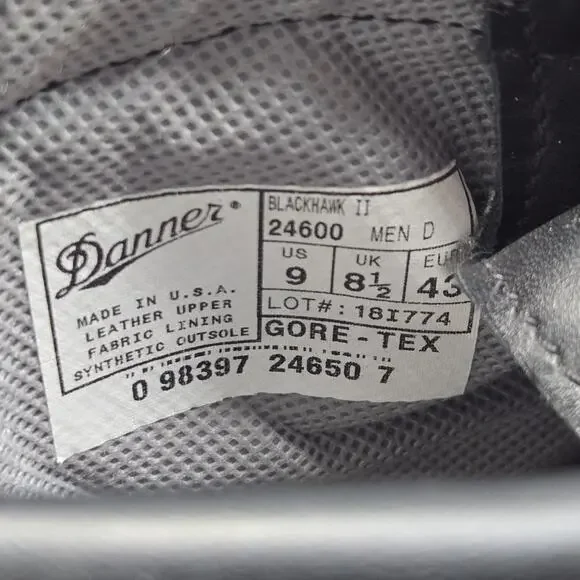 Danner®
MADE IN U.S.A.
LEATHER UPPER
FABRIC LINING
SYNTHETIC OUTSOLE
BLACKHAWK II
24600 MEN D
US UK EUR
9 8½ 43
LOT#: 18I774
GORE-TEX
0 98397 24650 7